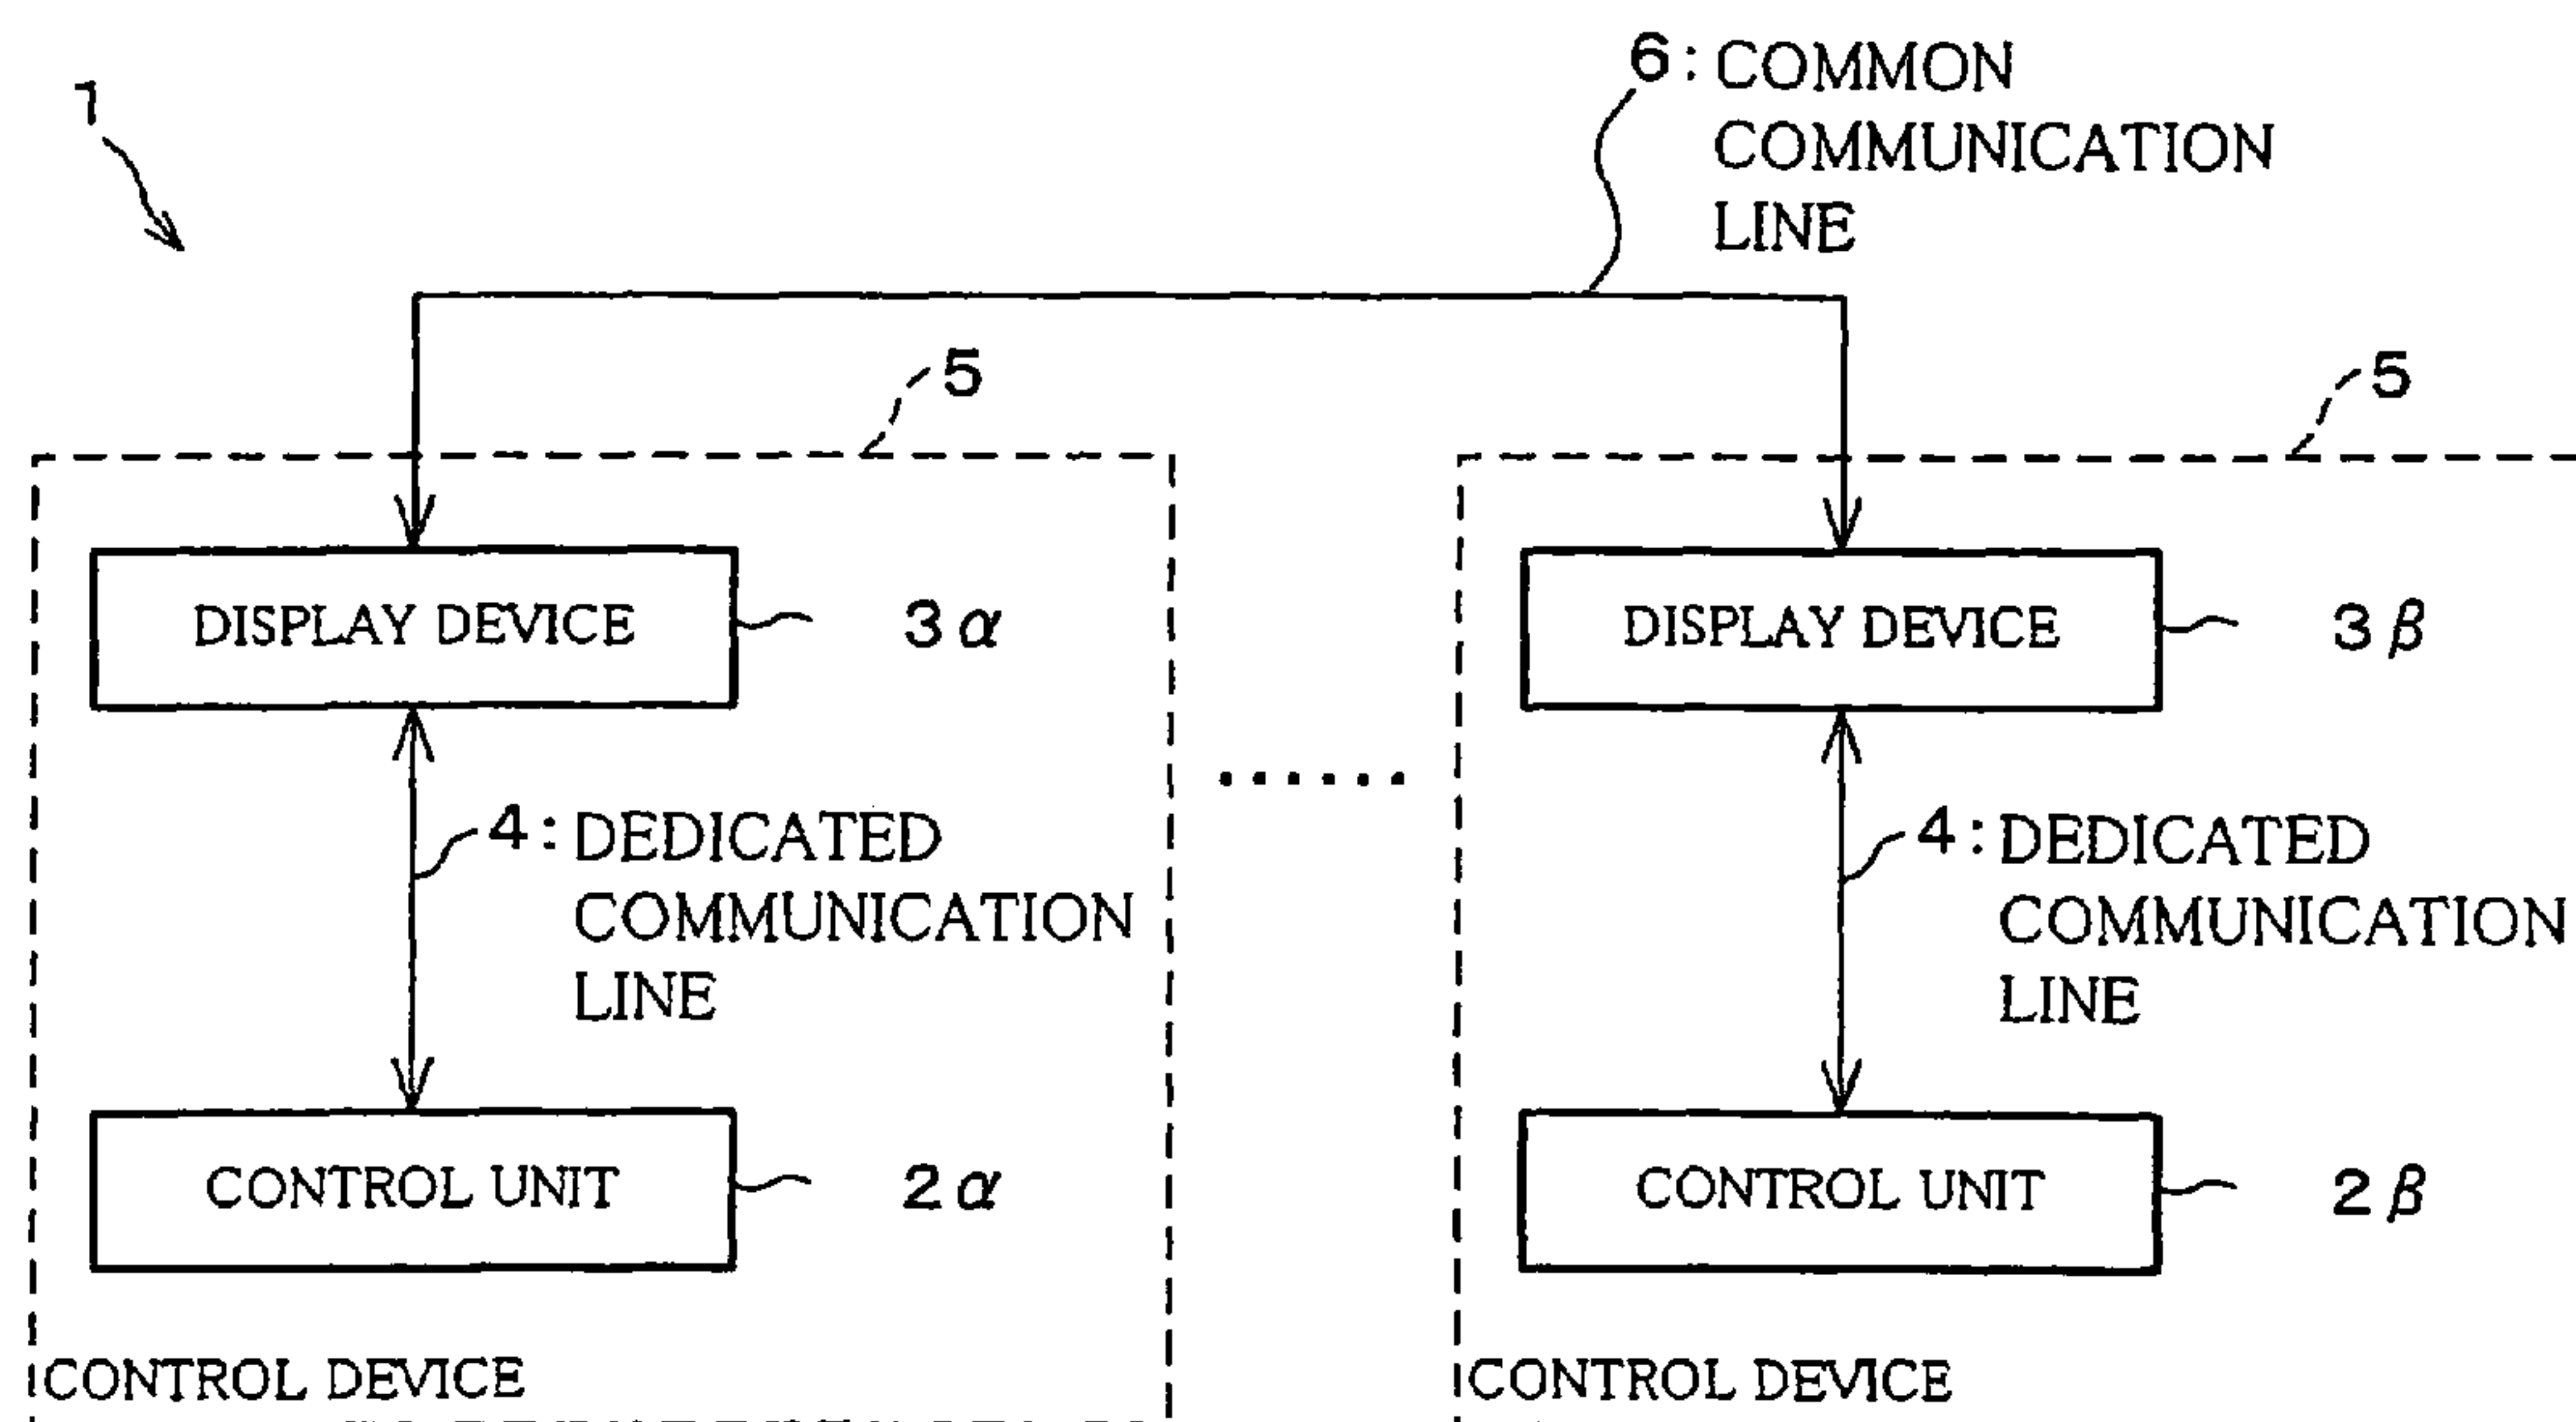 1
6: COMMON
COMMUNICATION
LINE
5
5
DISPLAY DEVICE
3α
DISPLAY DEVICE
3β
......
4: DEDICATED
COMMUNICATION
LINE
4: DEDICATED
COMMUNICATION
LINE
CONTROL UNIT
2α
CONTROL UNIT
2β
CONTROL DEVICE
CONTROL DEVICE